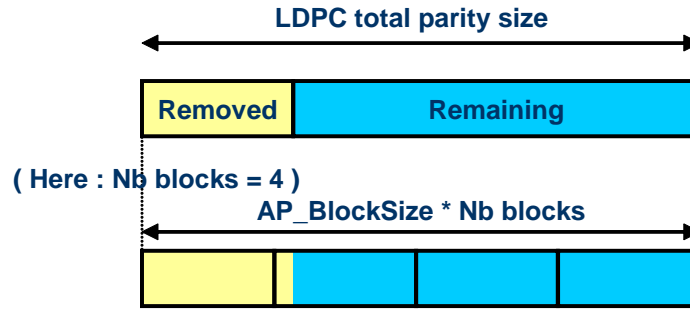 LDPC total parity size
Removed Remaining
( Here : Nb blocks = 4 )
AP_BlockSize * Nb blocks